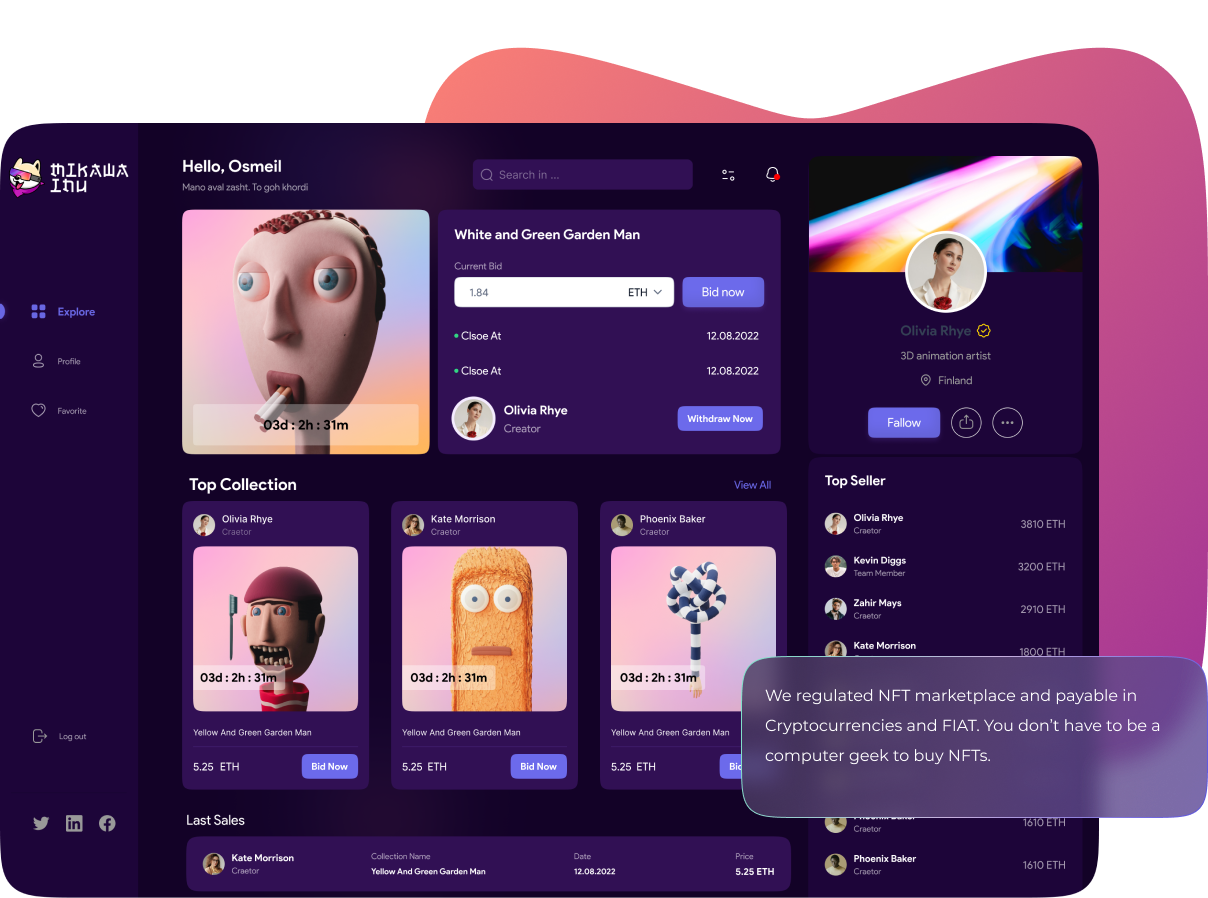 MIKAWA
INU
Explore
Profile
Favorite
Log out
Hello, Osmeil
Mano aval zasht. To goh khordi
Search in ...
03d : 2h : 31m
White and Green Garden Man
Current Bid
1.84 ETH
Bid now
Clsoe At 12.08.2022
Clsoe At 12.08.2022
Olivia Rhye
Creator
Withdraw Now
Top Collection
View All
Olivia Rhye
Craetor
03d : 2h : 31m
Yellow And Green Garden Man
5.25 ETH
Bid Now
Kate Morrison
Craetor
03d : 2h : 31m
Yellow And Green Garden Man
5.25 ETH
Bid Now
Phoenix Baker
Craetor
03d : 2h : 31m
Yellow And Green Garden Man
5.25 ETH
Last Sales
Kate Morrison
Craetor
Collection Name
Yellow And Green Garden Man
Date
12.08.2022
Price
5.25 ETH
Olivia Rhye
3D animation artist
Finland
Fallow
Top Seller
Olivia Rhye
Craetor
3810 ETH
Kevin Diggs
Team Member
3200 ETH
Zahir Mays
Craetor
2910 ETH
Kate Morrison
1800 ETH
We regulated NFT marketplace and payable in
Cryptocurrencies and FIAT. You don't have to be a
computer geek to buy NFTs.
Craetor
1610 ETH
Phoenix Baker
Craetor
1610 ETH